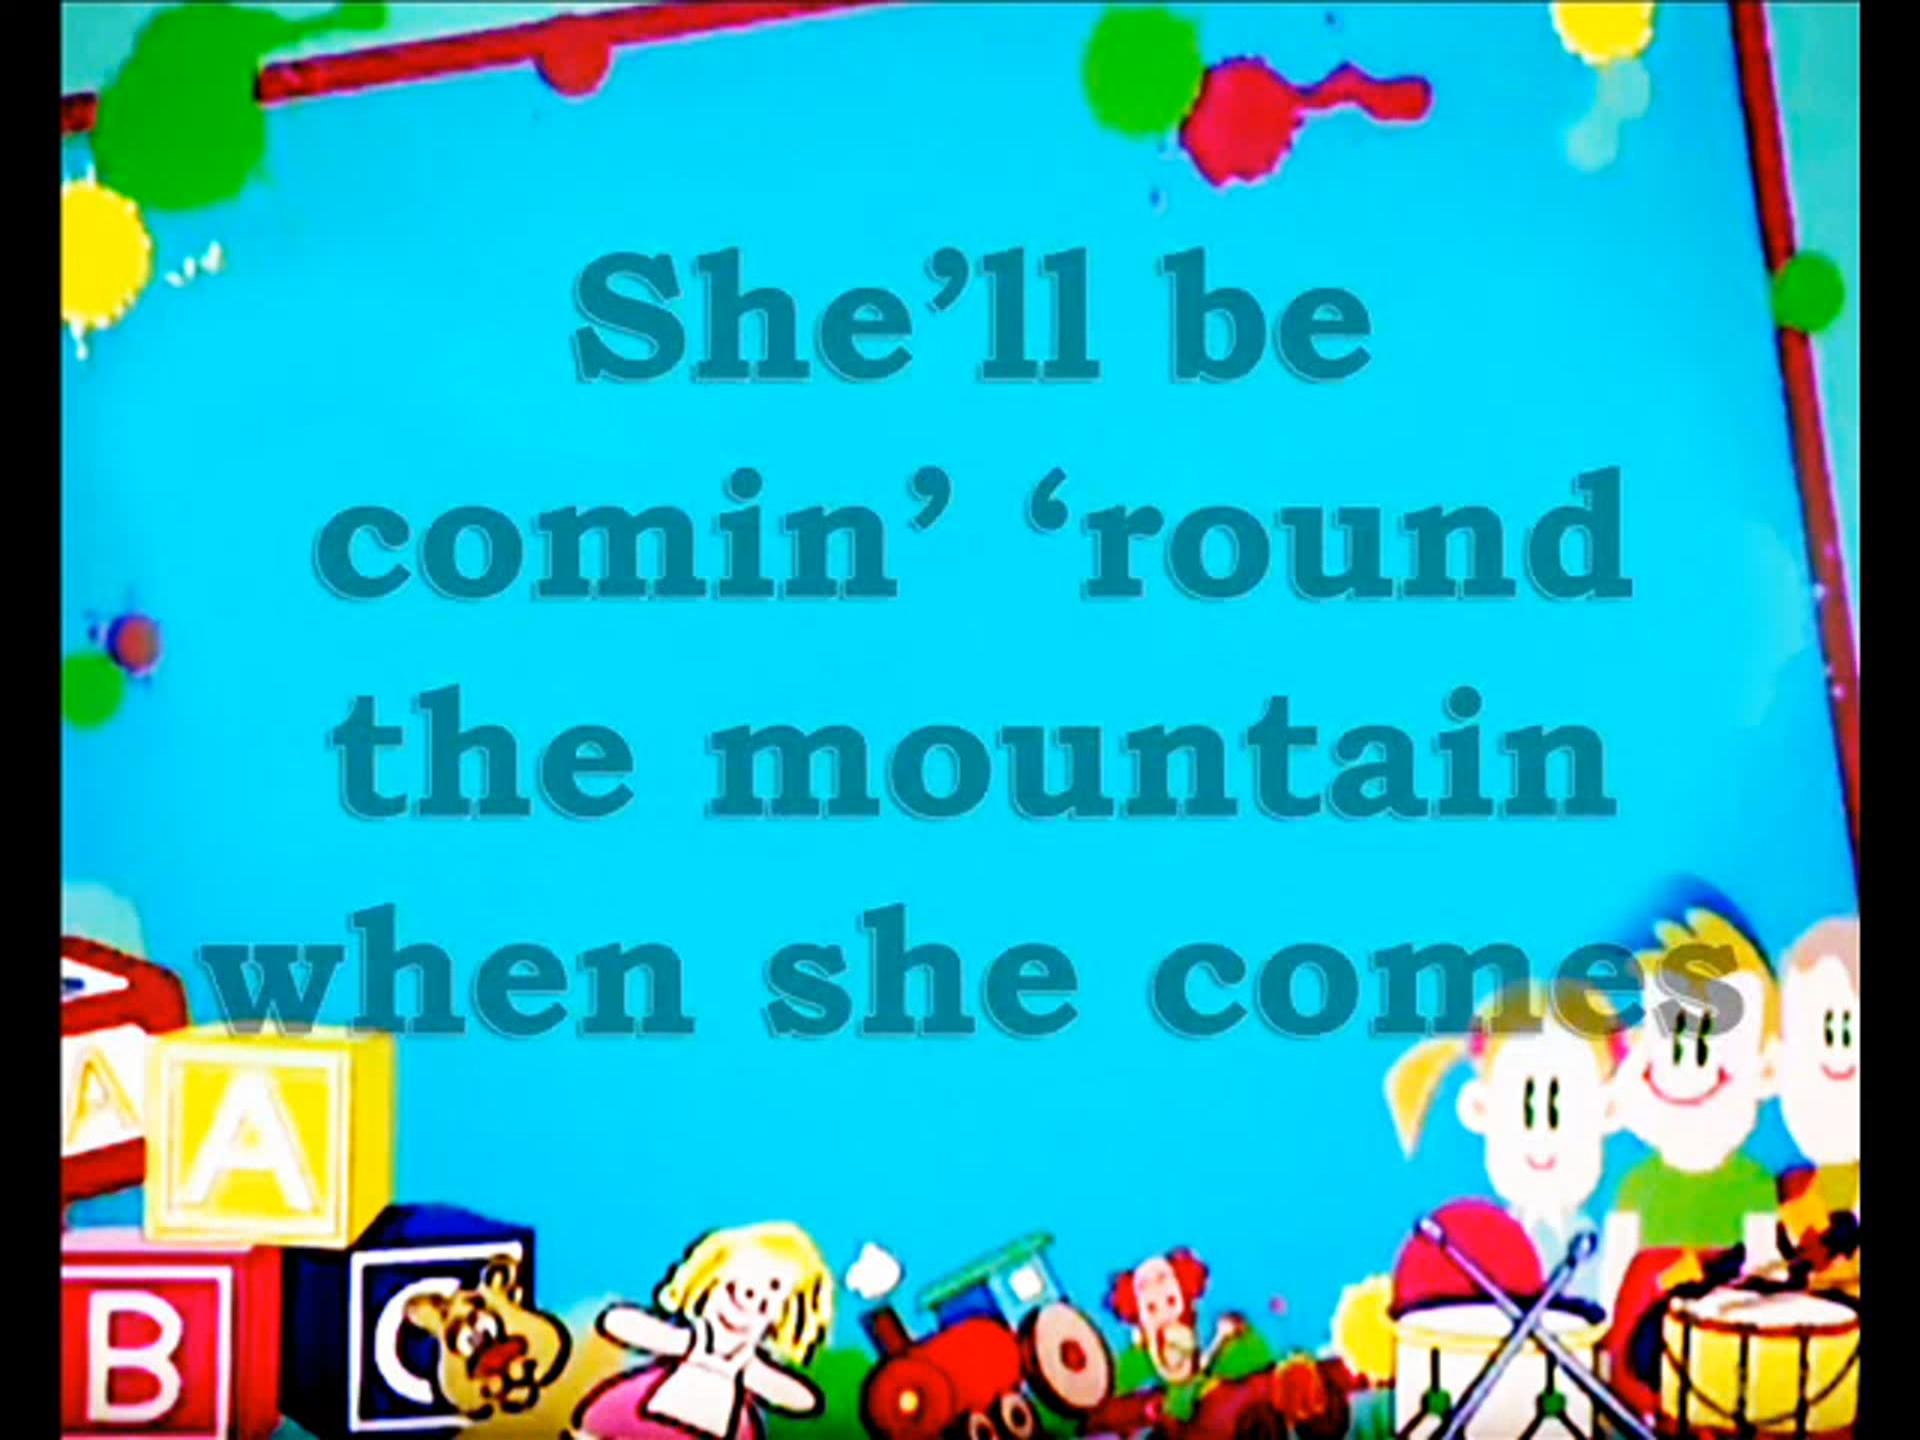 She’ll be
comin’ ‘round
the mountain
when she comes
A
A
B
C